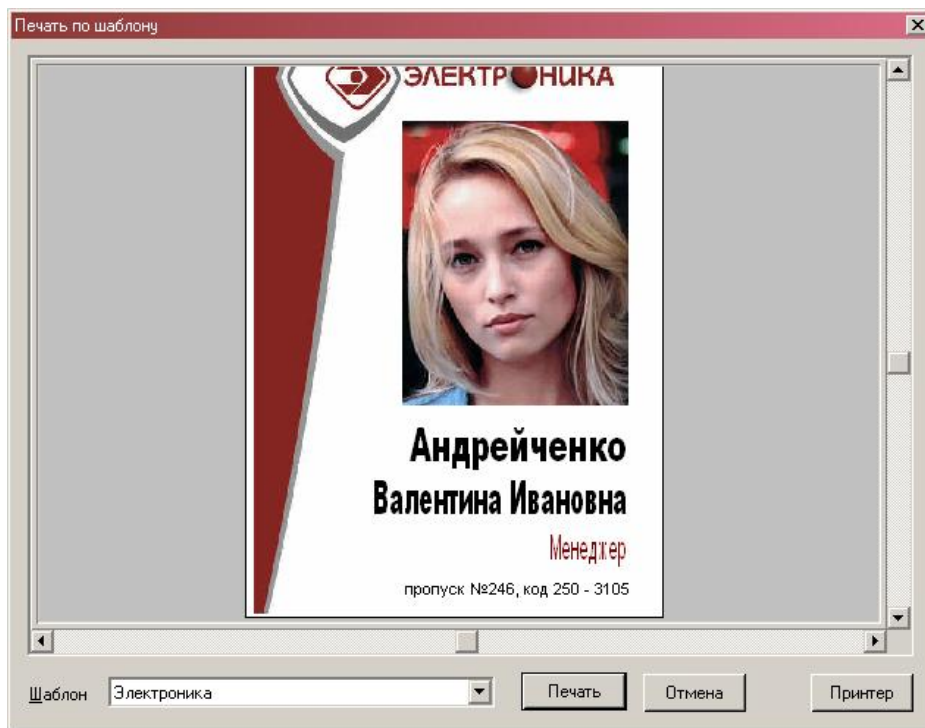 Печать по шаблону
ЭЛЕКТРОНИКА
Андрейченко
Валентина Ивановна
Менеджер
пропуск №246, код 250 - 3105
Шаблон Электроника Печать Отмена Принтер